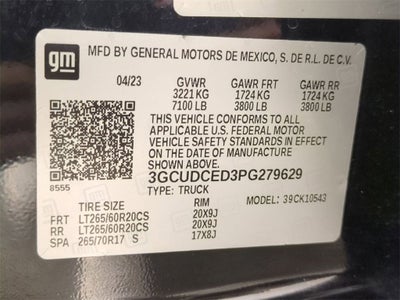 gm
MFD BY GENERAL MOTORS DE MEXICO, S. DE R.L. DE C.V.
04/23 GVWR GAWR FRT GAWR RR
3221 KG 1724 KG 1724 KG
7100 LB 3800 LB 3800 LB
THIS VEHICLE CONFORMS TO ALL
APPLICABLE U.S. FEDERAL MOTOR
VEHICLE SAFETY STANDARDS IN
EFFECT ON THE DATE OF
MANUFACTURE SHOWN ABOVE.
8555
3GCUDCED3PG279629
TYPE: TRUCK MODEL: 39CK10543
TIRE SIZE RIM
FRT LT265/60R20CS 20X9J
RR LT265/60R20CS 20X9J
SPA 265/70R17 S 17X8J